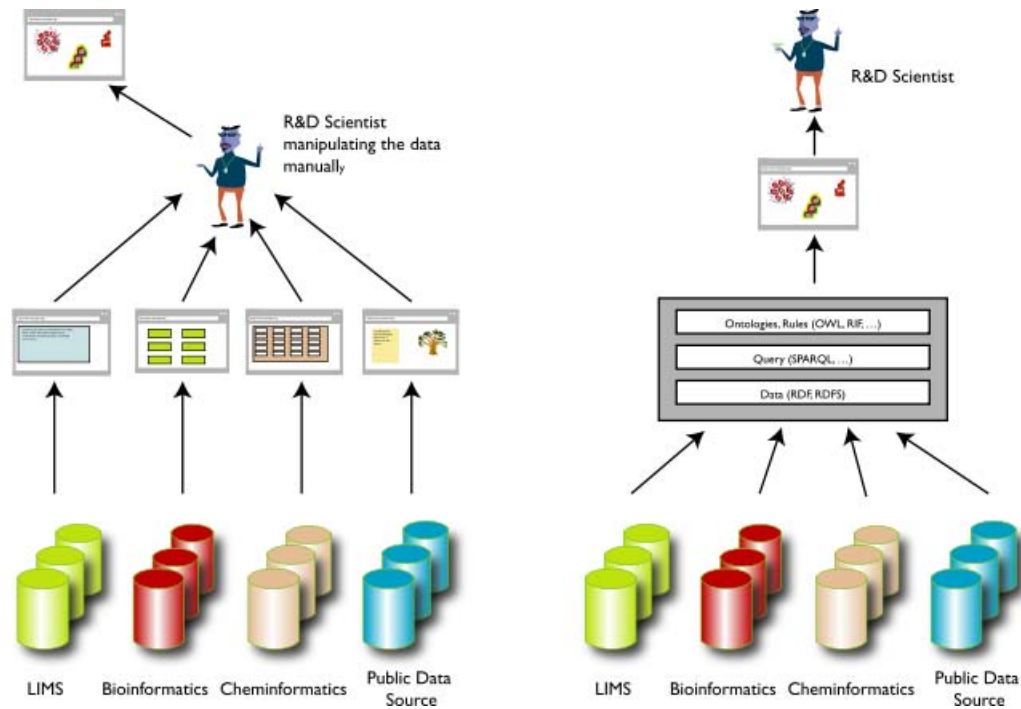 R&D Scientist
manipulating the data
manually
LIMS
Bioinformatics
Cheminformatics
Public Data
Source
R&D Scientist
Ontologies, Rules (OWL, RIF, …)
Query (SPARQL, …)
Data (RDF, RDFS)
LIMS
Bioinformatics
Cheminformatics
Public Data
Source